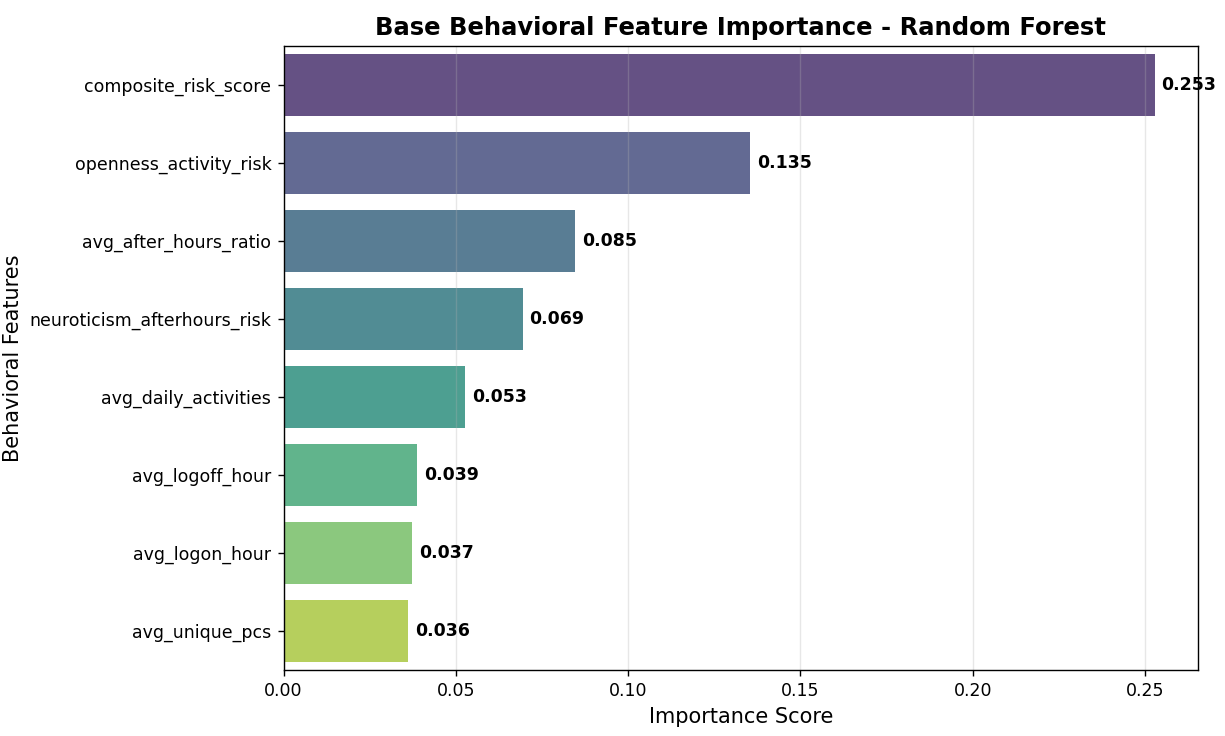 Base Behavioral Feature Importance - Random Forest
Behavioral Features
composite_risk_score 0.253
openness_activity_risk 0.135
avg_after_hours_ratio 0.085
neuroticism_afterhours_risk 0.069
avg_daily_activities 0.053
avg_logoff_hour 0.039
avg_logon_hour 0.037
avg_unique_pcs 0.036
0.00 0.05 0.10 0.15 0.20 0.25
Importance Score